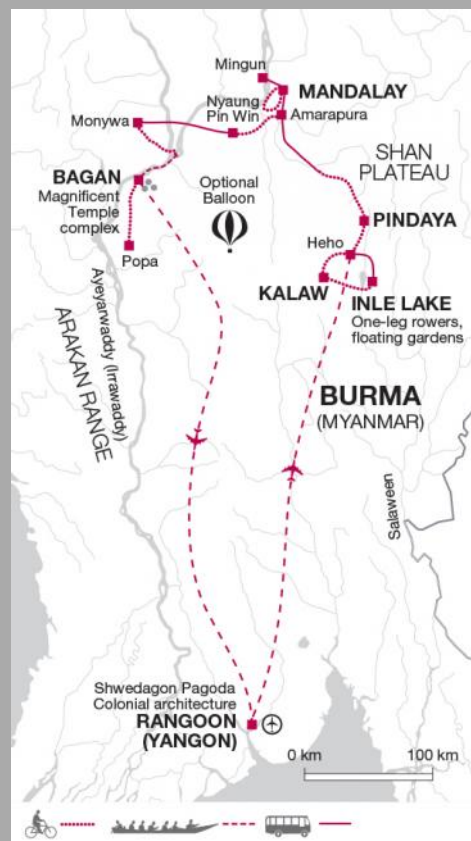 Mingun
MANDALAY
Nyaung
Pin Win
Amarapura
Monywa
SHAN
PLATEAU
BAGAN
Magnificent
Temple
complex
Optional
Balloon
PINDAYA
Popa
Heho
KALAW
INLE LAKE
One-leg rowers,
floating gardens
Ayeyarwaddy (Irrawaddy)
ARAKAN RANGE
BURMA
(MYANMAR)
Salaween
Shwedagon Pagoda
Colonial architecture
RANGOON
(YANGON)
0 km 100 km